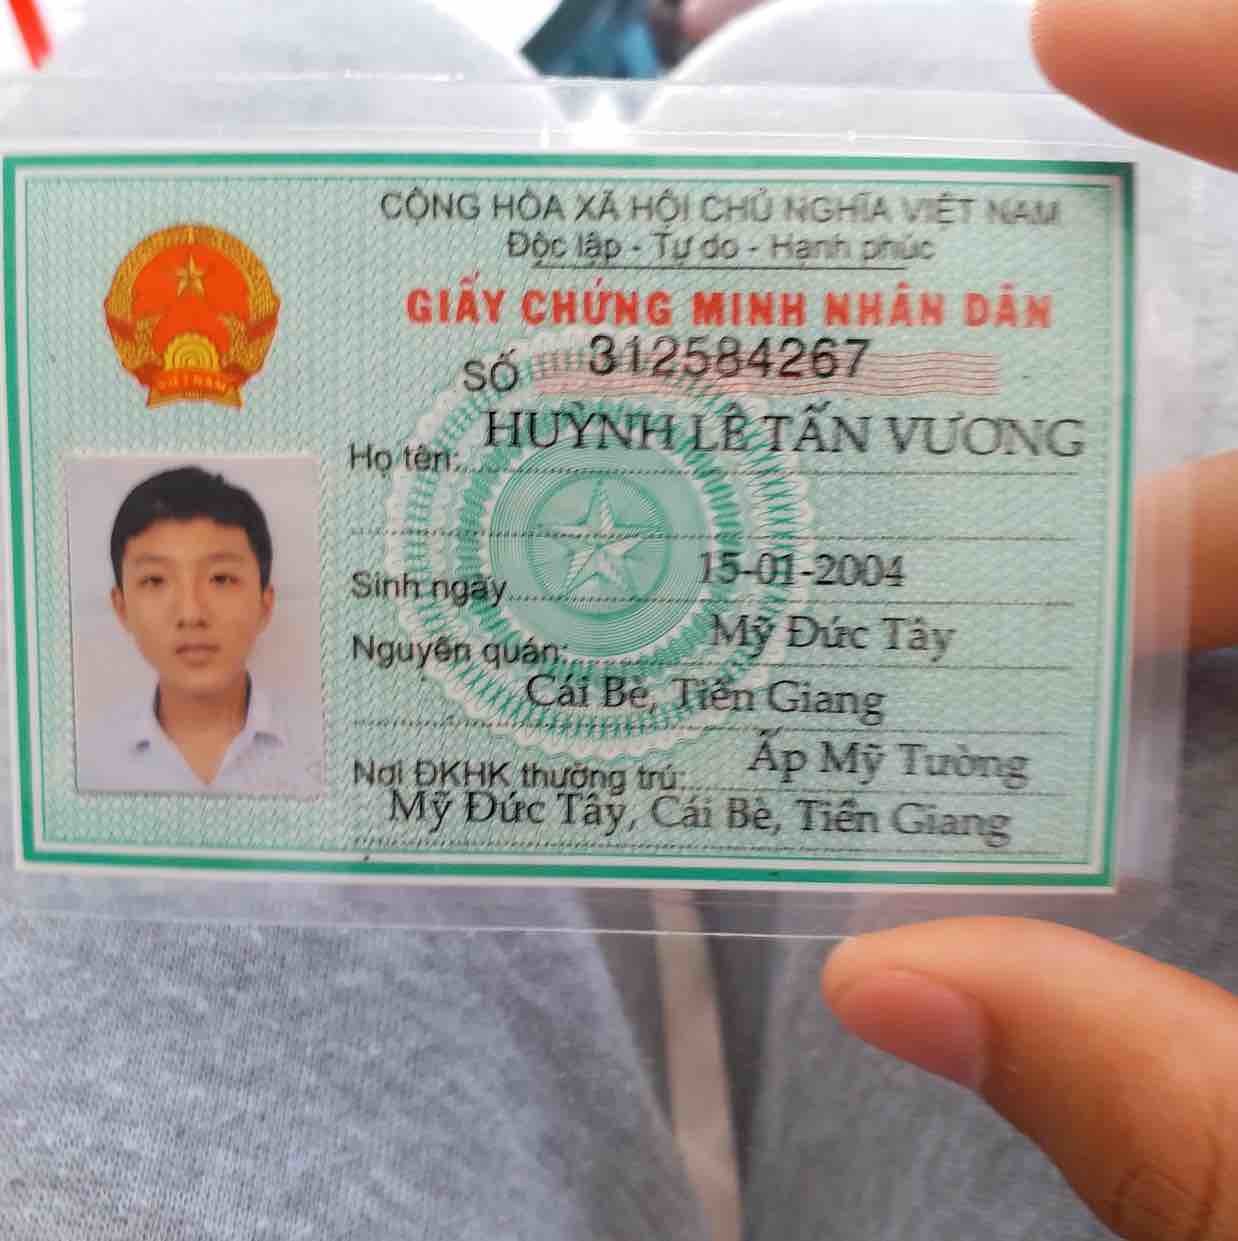 CỘNG HÒA XÃ HỘI CHỦ NGHĨA VIỆT NAM
Độc lập - Tự do - Hạnh phúc
GIẤY CHỨNG MINH NHÂN DÂN
SỐ 312584267
VIỆT NAM
Họ tên: HUỲNH LÊ TẤN VƯƠNG
Sinh ngày 15-01-2004
Nguyên quán: Mỹ Đức Tây
Cái Bè, Tiền Giang
Nơi ĐKHK thường trú: Ấp Mỹ Tường
Mỹ Đức Tây, Cái Bè, Tiền Giang